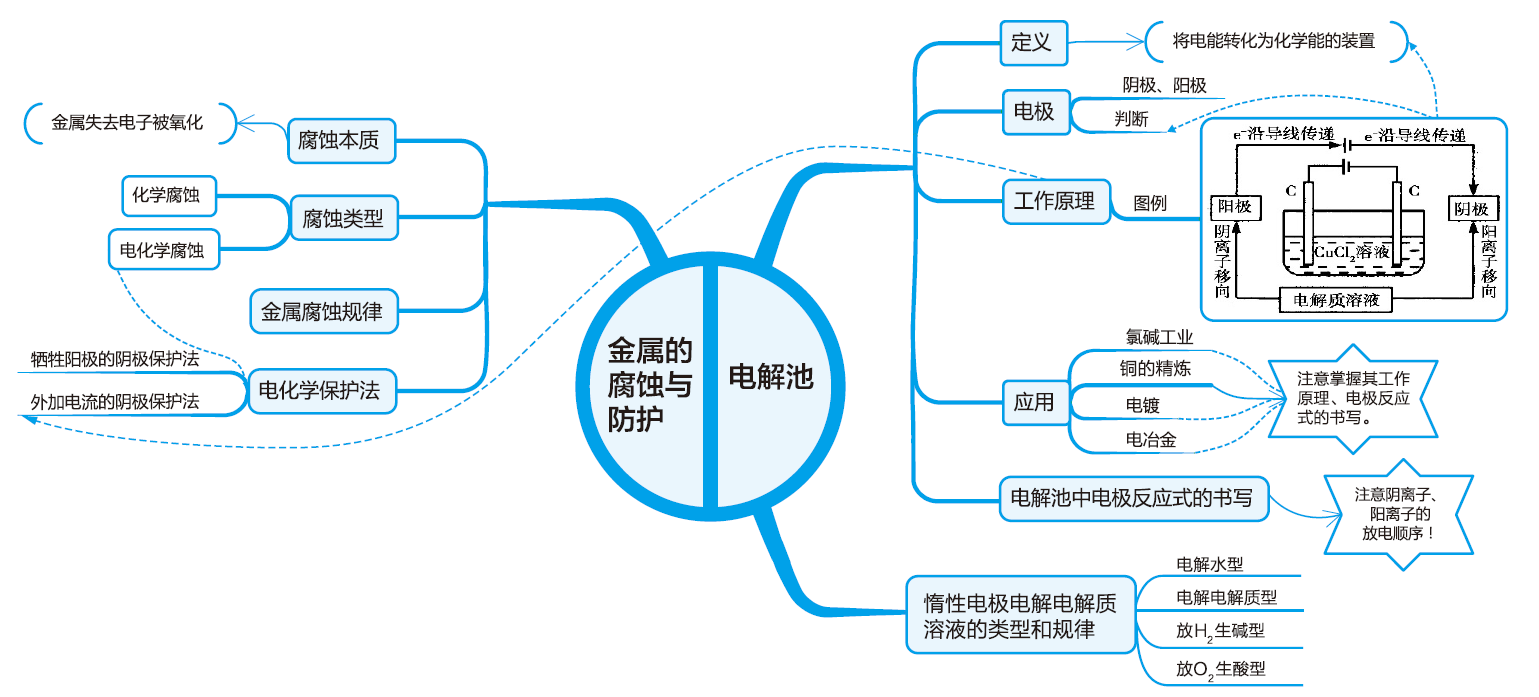 金属的
腐蚀与
防护
电解池
腐蚀本质
金属失去电子被氧化
腐蚀类型
化学腐蚀
电化学腐蚀
金属腐蚀规律
电化学保护法
牺牲阳极的阴极保护法
外加电流的阴极保护法
定义
将电能转化为化学能的装置
电极
阴极、阳极
判断
工作原理
图例
e⁻沿导线传递
e⁻沿导线传递
C
C
阳极
阴极
阴离子移向
阳离子移向
CuCl₂溶液
电解质溶液
应用
氯碱工业
铜的精炼
电镀
电冶金
注意掌握其工作
原理、电极反应
式的书写。
电解池中电极反应式的书写
注意阴离子、
阳离子的
放电顺序！
惰性电极电解电解质
溶液的类型和规律
电解水型
电解电解质型
放H₂生碱型
放O₂生酸型